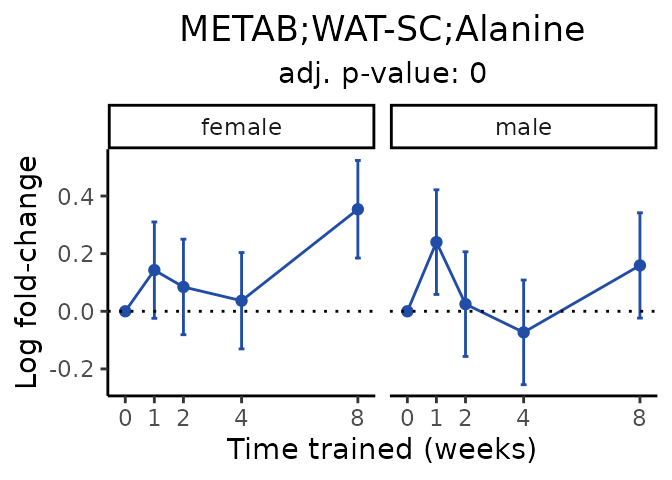 METAB;WAT-SC;Alanine
adj. p-value: 0
female
male
Log fold-change
0.4
0.2
0.0
-0.2
0 1 2 4 8
0 1 2 4 8
Time trained (weeks)